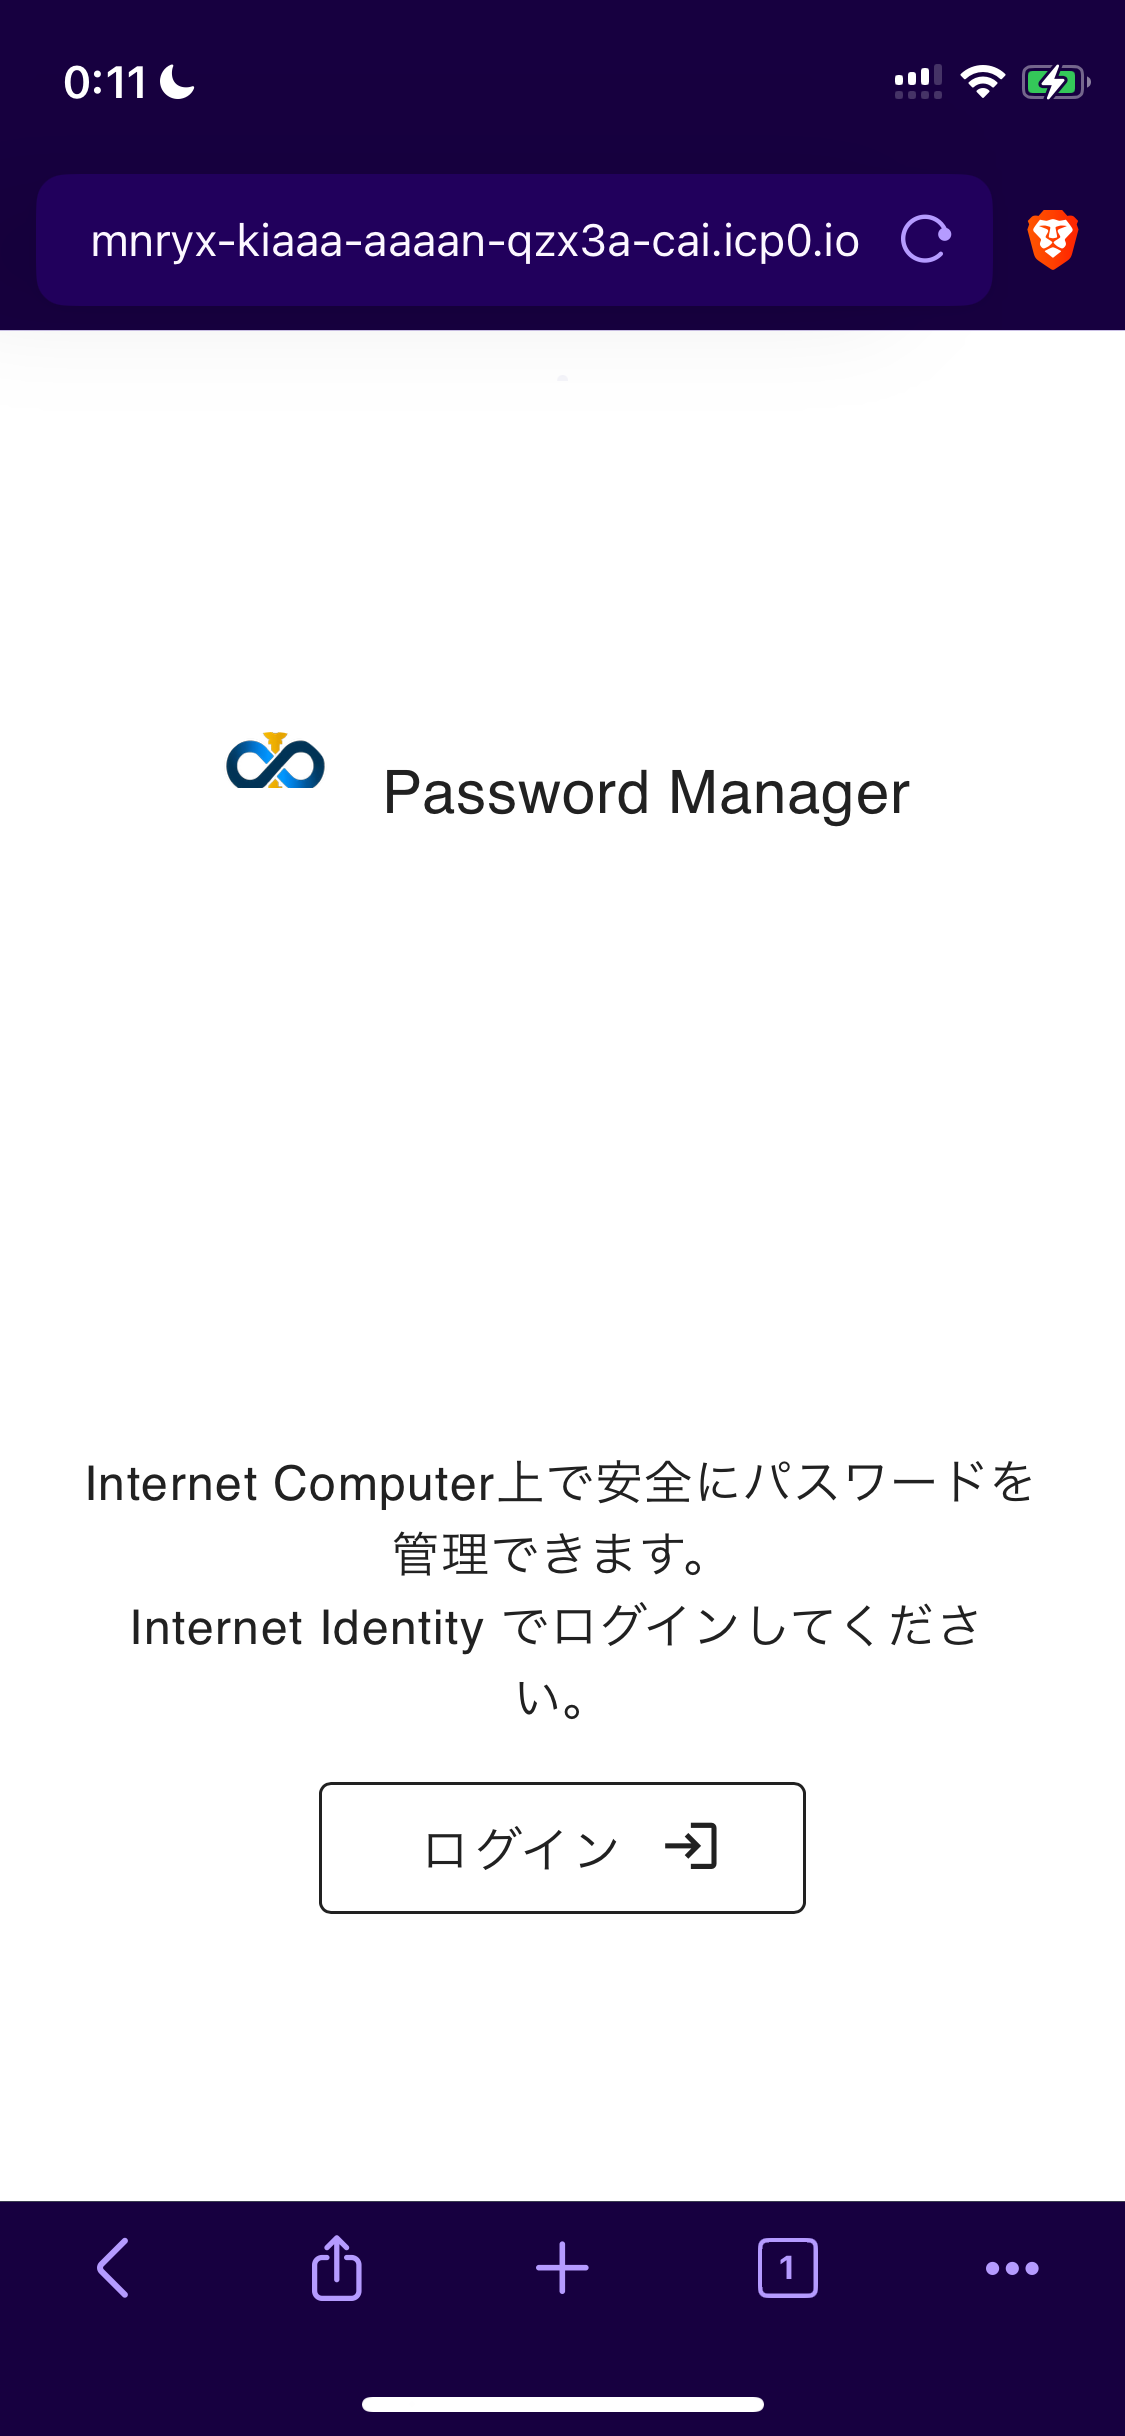 0:11
mnryx-kiaaa-aaaan-qzx3a-cai.icp0.io
Password Manager
Internet Computer上で安全にパスワードを
管理できます。
Internet Identity でログインしてくださ
い。
ログイン
1